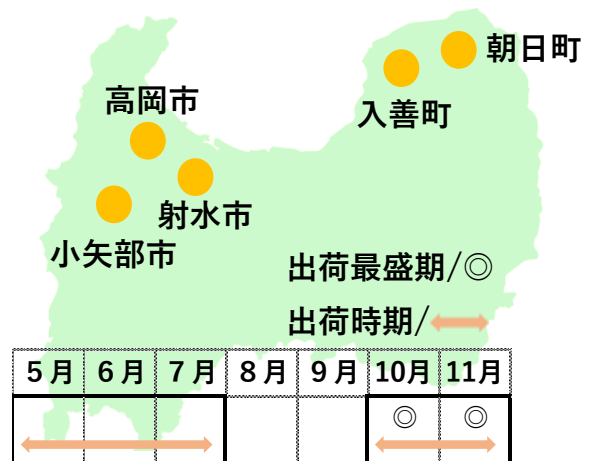 朝日町
入善町
高岡市
射水市
小矢部市
出荷最盛期/◎
出荷時期/
5月 6月 7月 8月 9月 10月 11月
◎ ◎